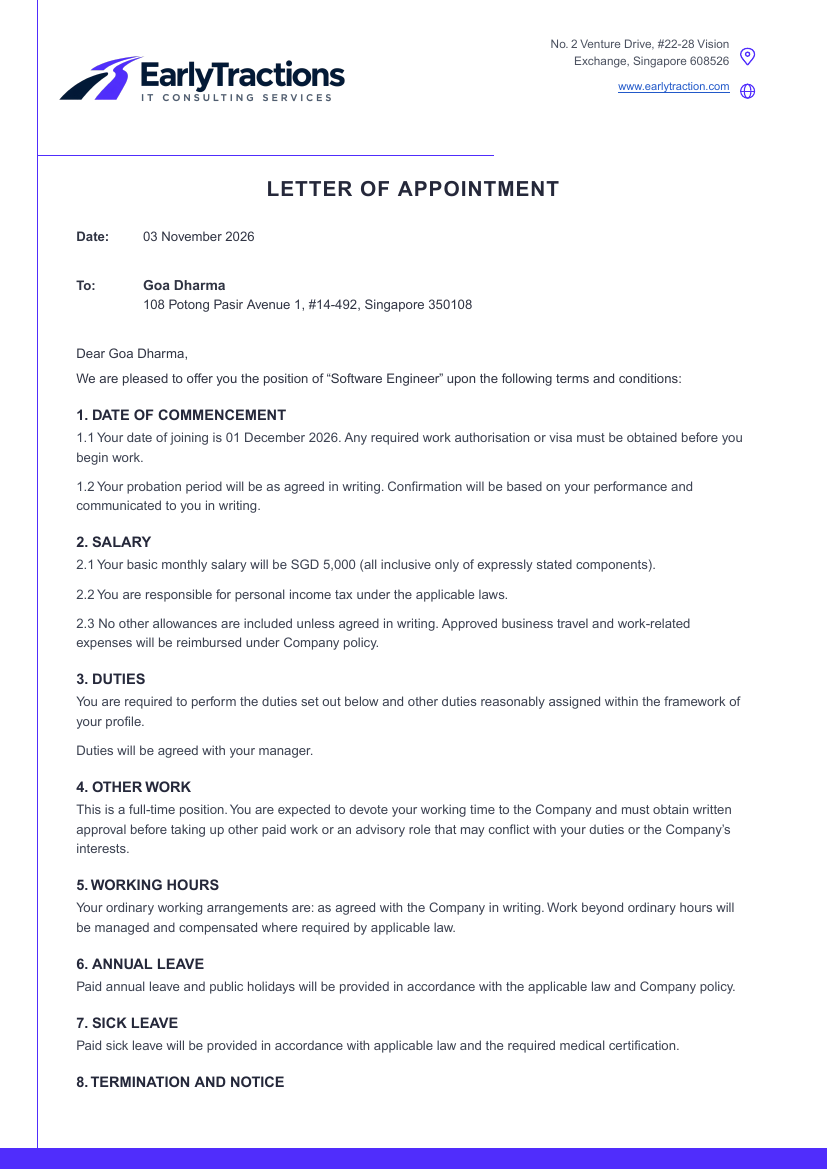 EarlyTractions
IT CONSULTING SERVICES
No. 2 Venture Drive, #22-28 Vision
Exchange, Singapore 608526
www.earlytraction.com
LETTER OF APPOINTMENT
Date: 03 November 2026
To: Goa Dharma
108 Potong Pasir Avenue 1, #14-492, Singapore 350108
Dear Goa Dharma,
We are pleased to offer you the position of “Software Engineer” upon the following terms and conditions:
1. DATE OF COMMENCEMENT
1.1 Your date of joining is 01 December 2026. Any required work authorisation or visa must be obtained before you
begin work.
1.2 Your probation period will be as agreed in writing. Confirmation will be based on your performance and
communicated to you in writing.
2. SALARY
2.1 Your basic monthly salary will be SGD 5,000 (all inclusive only of expressly stated components).
2.2 You are responsible for personal income tax under the applicable laws.
2.3 No other allowances are included unless agreed in writing. Approved business travel and work-related
expenses will be reimbursed under Company policy.
3. DUTIES
You are required to perform the duties set out below and other duties reasonably assigned within the framework of
your profile.
Duties will be agreed with your manager.
4. OTHER WORK
This is a full-time position. You are expected to devote your working time to the Company and must obtain written
approval before taking up other paid work or an advisory role that may conflict with your duties or the Company’s
interests.
5. WORKING HOURS
Your ordinary working arrangements are: as agreed with the Company in writing. Work beyond ordinary hours will
be managed and compensated where required by applicable law.
6. ANNUAL LEAVE
Paid annual leave and public holidays will be provided in accordance with the applicable law and Company policy.
7. SICK LEAVE
Paid sick leave will be provided in accordance with applicable law and the required medical certification.
8. TERMINATION AND NOTICE